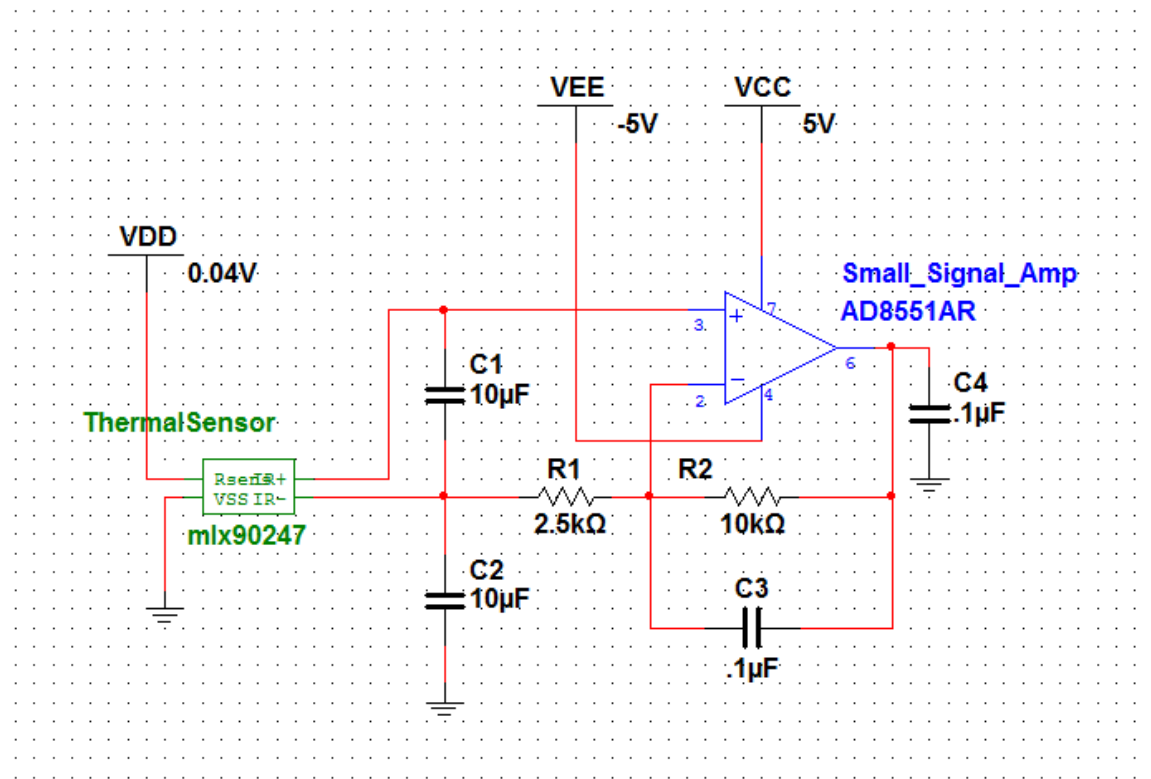 VEE
-5V
VCC
5V
VDD
0.04V
Small_Signal_Amp
AD8551AR
3
+
7
2
−
4
6
C1
10µF
C4
.1µF
ThermalSensor
IR+
VSS IR-
mlx90247
R1
2.5kΩ
R2
10kΩ
C2
10µF
C3
.1µF